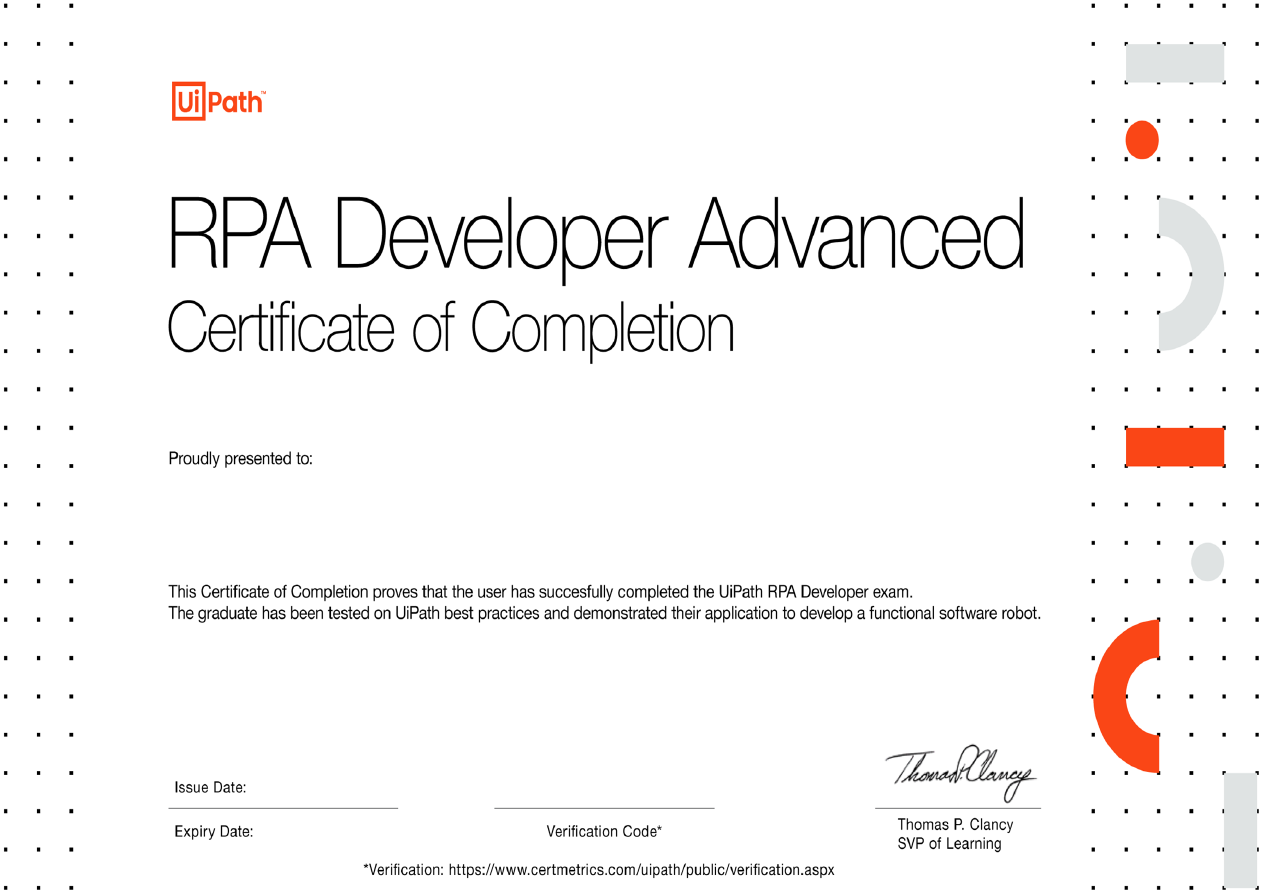 UiPath™
RPA Developer Advanced
Certificate of Completion
Proudly presented to:
This Certificate of Completion proves that the user has succesfully completed the UiPath RPA Developer exam.
The graduate has been tested on UiPath best practices and demonstrated their application to develop a functional software robot.
Thomas P. Clancy
Issue Date:
Expiry Date:
Verification Code*
Thomas P. Clancy
SVP of Learning
*Verification: https://www.certmetrics.com/uipath/public/verification.aspx